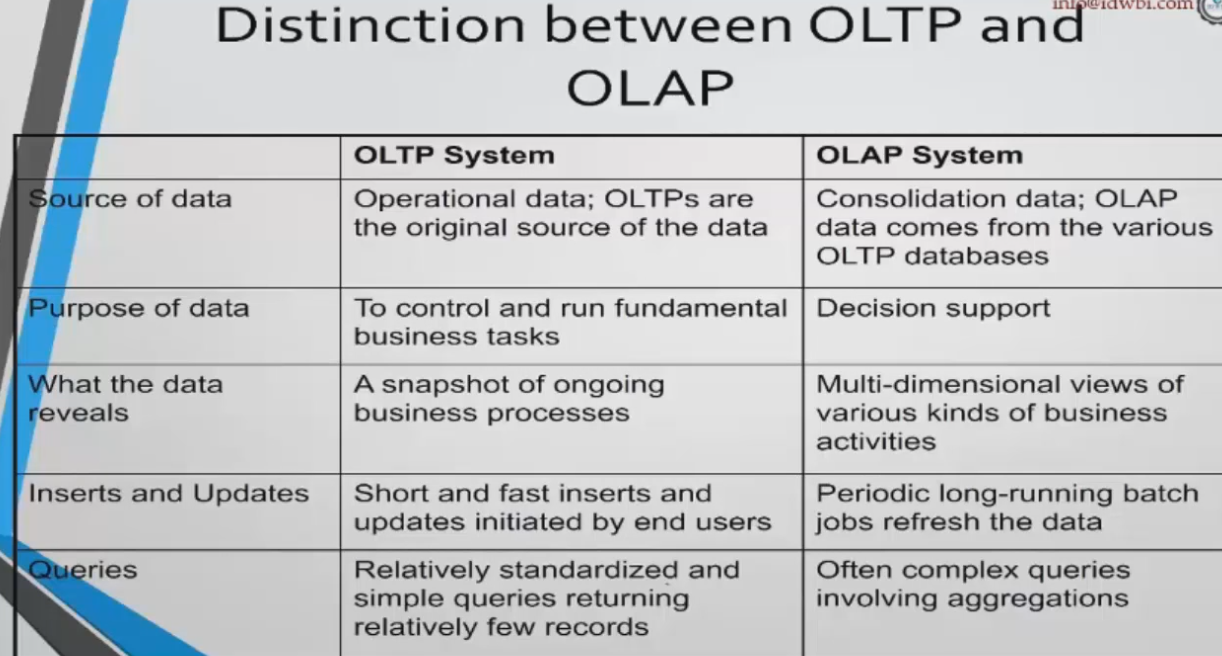 info@idwbi.com
Distinction between OLTP and
OLAP
OLTP System
OLAP System
Source of data
Operational data; OLTPs are
the original source of the data
Consolidation data; OLAP
data comes from the various
OLTP databases
Purpose of data
To control and run fundamental
business tasks
Decision support
What the data
reveals
A snapshot of ongoing
business processes
Multi-dimensional views of
various kinds of business
activities
Inserts and Updates
Short and fast inserts and
updates initiated by end users
Periodic long-running batch
jobs refresh the data
Queries
Relatively standardized and
simple queries returning
relatively few records
Often complex queries
involving aggregations